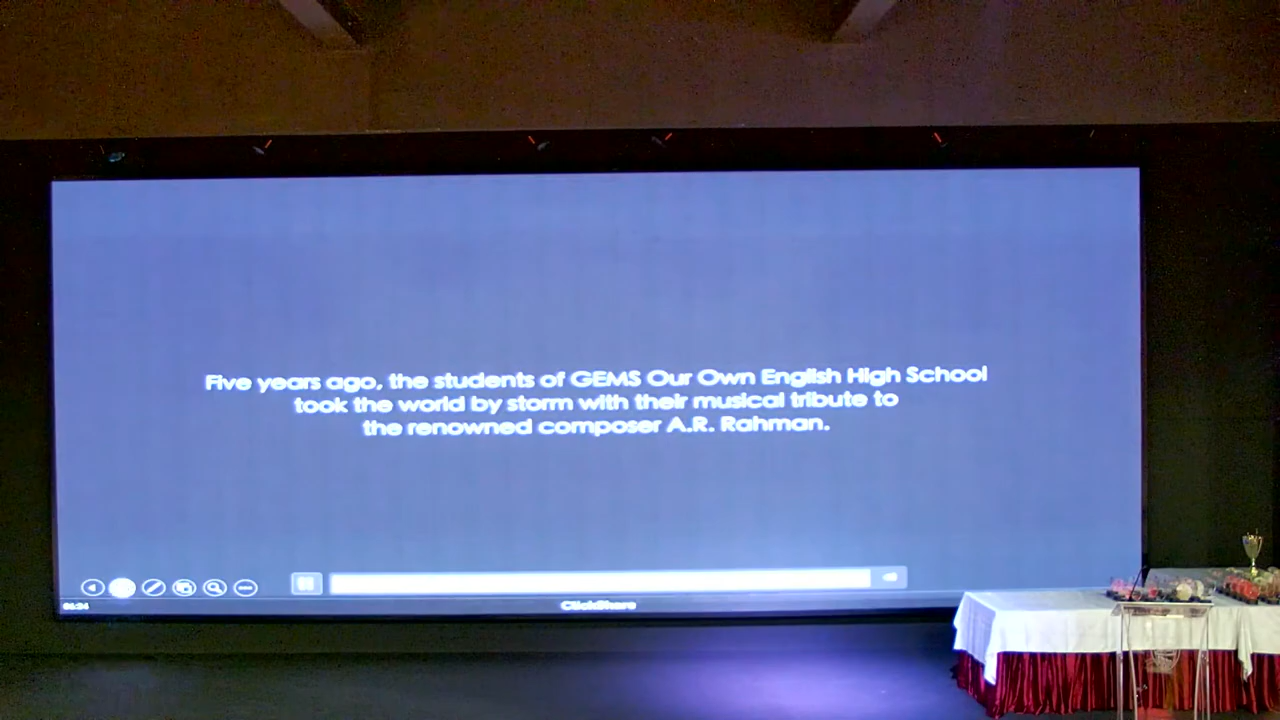 Five years ago, the students of GEMS Our Own English High School
took the world by storm with their musical tribute to
the renowned composer A.R. Rahman.
ClickShare